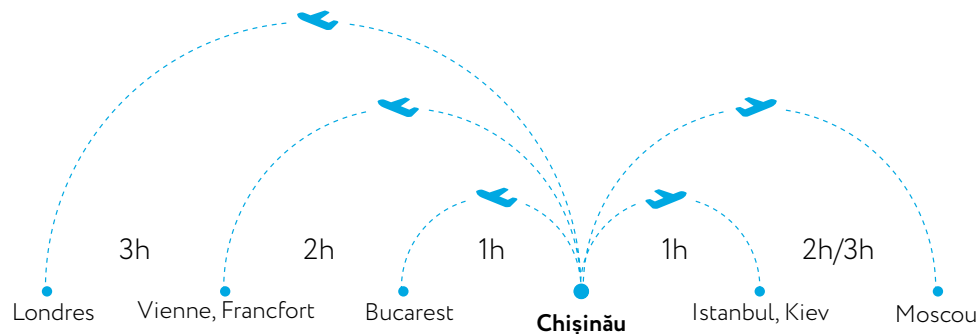 3h
2h
1h
1h
2h/3h
Londres
Vienne, Francfort
Bucarest
Chișinău
Istanbul, Kiev
Moscou